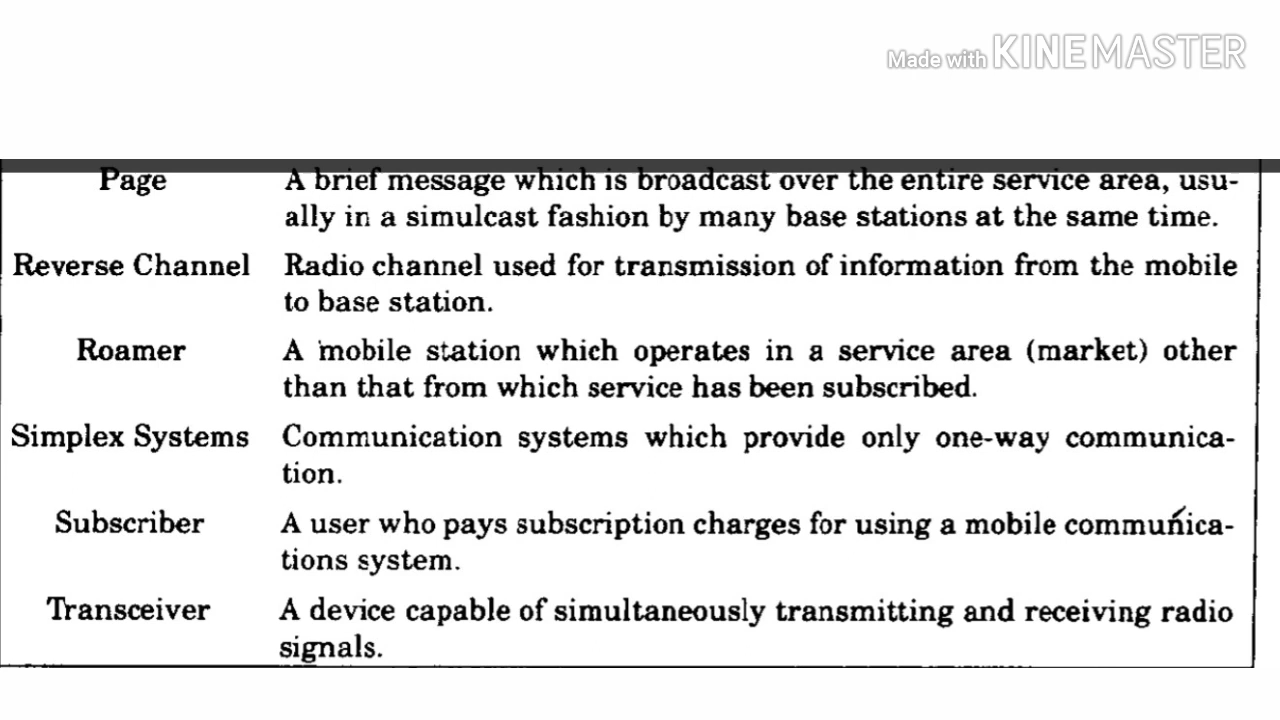 Made with KINEMASTER
Page A brief message which is broadcast over the entire service area, usu-
ally in a simulcast fashion by many base stations at the same time.
Reverse Channel Radio channel used for transmission of information from the mobile
to base station.
Roamer A mobile station which operates in a service area (market) other
than that from which service has been subscribed.
Simplex Systems Communication systems which provide only one-way communica-
tion.
Subscriber A user who pays subscription charges for using a mobile communica-
tions system.
Transceiver A device capable of simultaneously transmitting and receiving radio
signals.